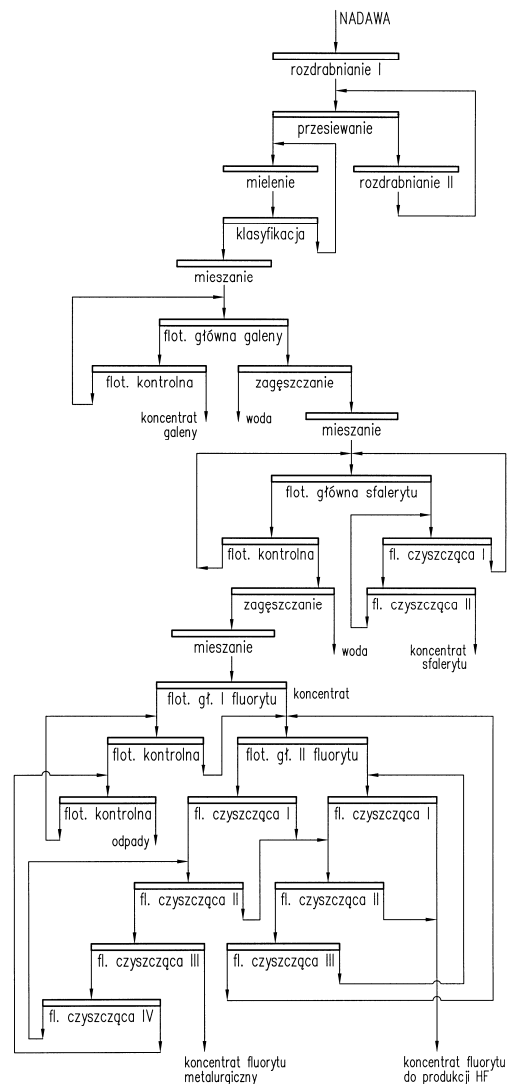 NADAWA
rozdrabnianie I
przesiewanie
mielenie
rozdrabnianie II
klasyfikacja
mieszanie
flot. główna galeny
flot. kontrolna
zagęszczanie
koncentrat
galeny
woda
mieszanie
flot. główna sfalerytu
flot. kontrolna
fl. czyszcząca I
zagęszczanie
fl. czyszcząca II
mieszanie
woda
koncentrat
sfalerytu
flot. gł. I fluorytu
koncentrat
flot. kontrolna
flot. gł. II fluorytu
flot. kontrolna
fl. czyszcząca I
fl. czyszcząca I
odpady
fl. czyszcząca II
fl. czyszcząca II
fl. czyszcząca III
fl. czyszcząca III
fl. czyszcząca IV
koncentrat fluorytu
metalurgiczny
koncentrat fluorytu
do produkcji HF